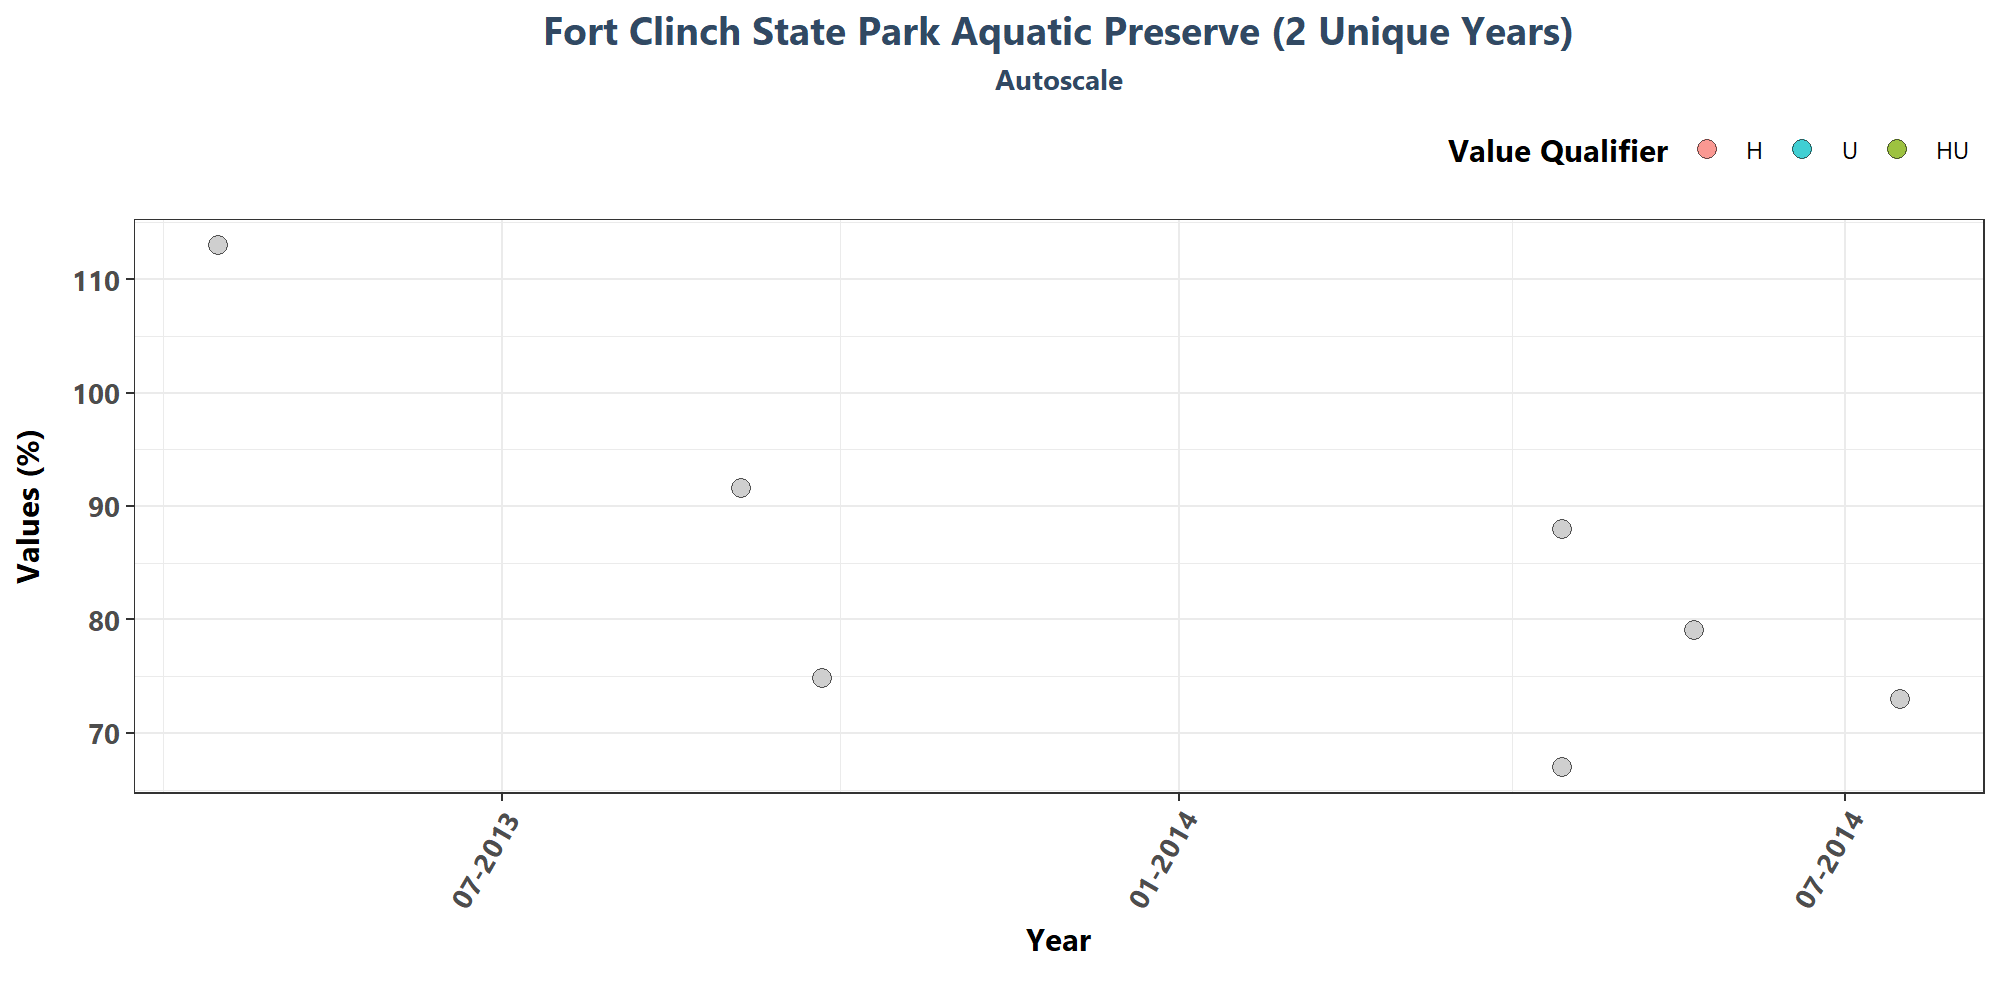 Fort Clinch State Park Aquatic Preserve (2 Unique Years)
Autoscale
Value Qualifier H U HU
Values (%)
110
100
90
80
70
07-2013
01-2014
07-2014
Year